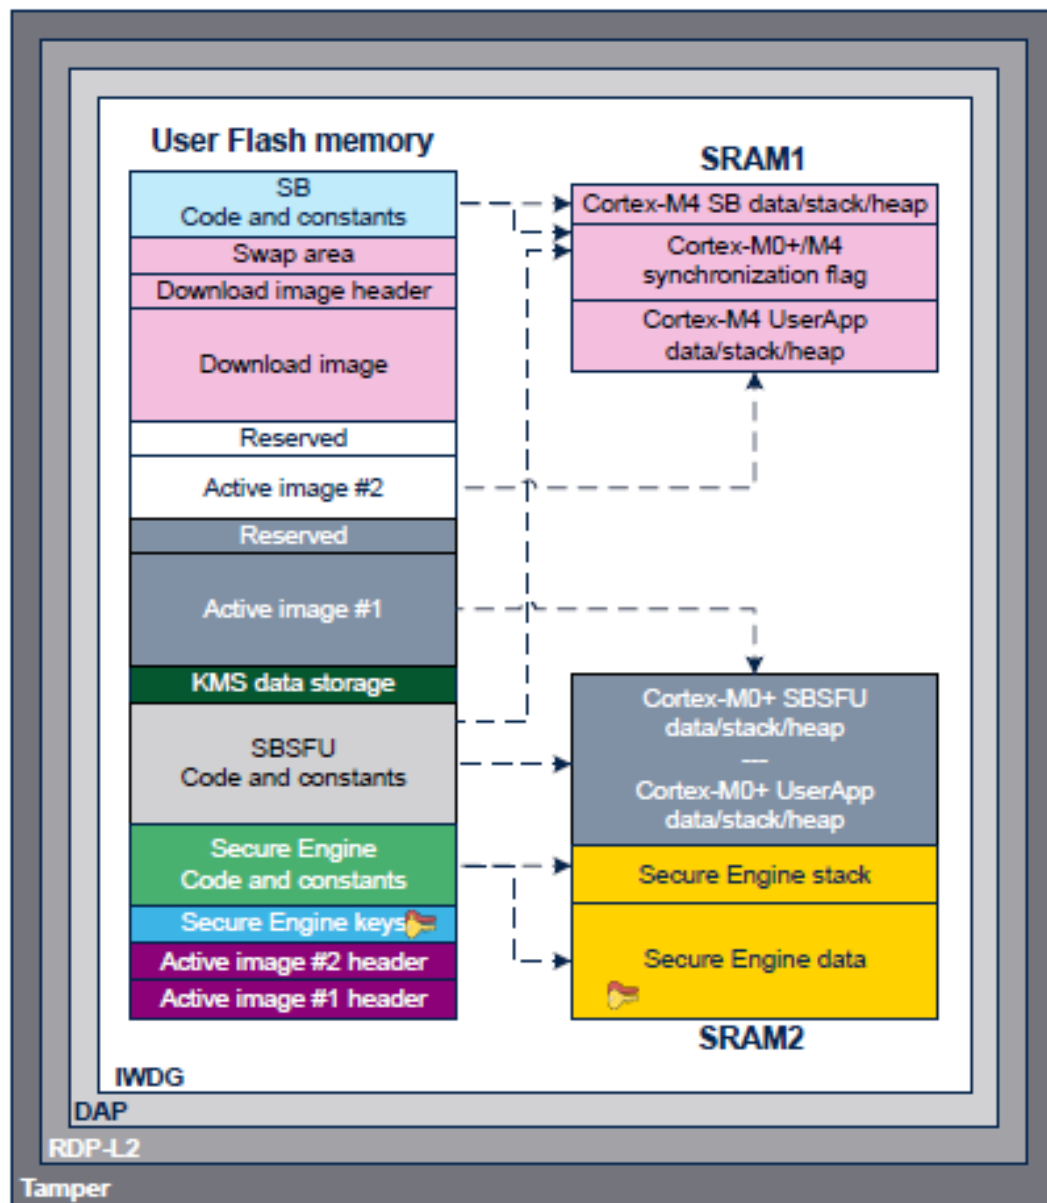 User Flash memory
SB
Code and constants
Swap area
Download image header
Download image
Reserved
Active image #2
Reserved
Active image #1
KMS data storage
SBSFU
Code and constants
Secure Engine
Code and constants
Secure Engine keys
Active image #2 header
Active image #1 header
SRAM1
Cortex-M4 SB data/stack/heap
Cortex-M0+/M4
synchronization flag
Cortex-M4 UserApp
data/stack/heap
Cortex-M0+ SBSFU
data/stack/heap
---
Cortex-M0+ UserApp
data/stack/heap
Secure Engine stack
Secure Engine data
SRAM2
IWDG
DAP
RDP-L2
Tamper